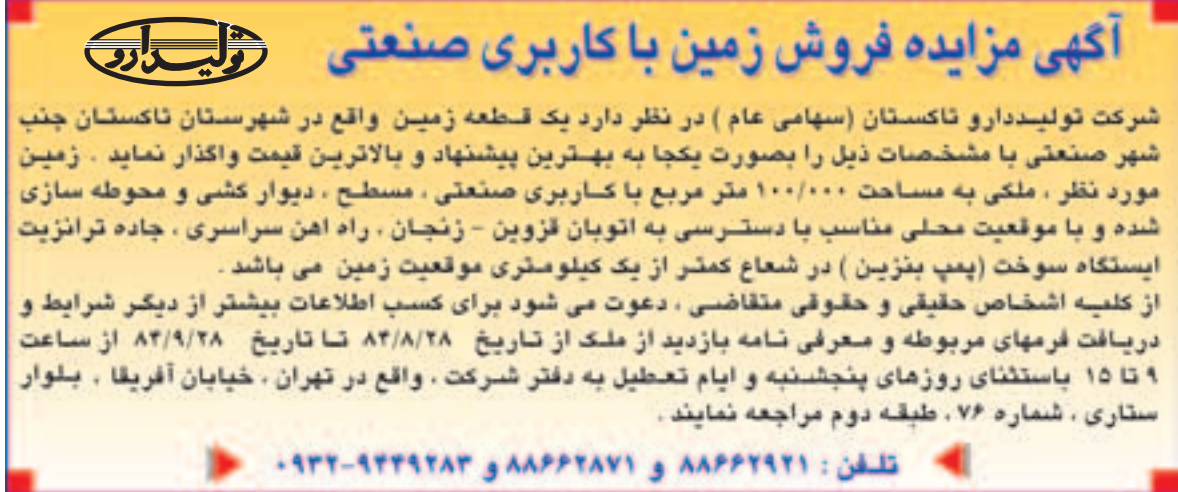 آگهی مزایده فروش زمین با کاربری صنعتی
تولیددارو
شرکت تولیددارو تاکستان (سهامی عام ) در نظر دارد یک قطعه زمین واقع در شهرستان تاکستان جنب
شهر صنعتی با مشخصات ذیل را بصورت یکجا به بهترین پیشنهاد و بالاترین قیمت واگذار نماید . زمین
مورد نظر ، ملکی به مساحت ۱۰۰/۰۰۰ متر مربع با کاربری صنعتی ، مسطح ، دیوار کشی و محوطه سازی
شده و با موقعیت محلی مناسب با دسترسی به اتوبان قزوین - زنجان ، راه اهن سراسری ، جاده ترانزیت
ایستگاه سوخت (پمپ بنزین ) در شعاع کمتر از یک کیلومتری موقعیت زمین می باشد .
از کلیه اشخاص حقیقی و حقوقی متقاضی ، دعوت می شود برای کسب اطلاعات بیشتر از دیگر شرایط و
دریافت فرمهای مربوطه و معرفی نامه بازدید از ملک از تاریخ ۸۴/۸/۲۸ تا تاریخ ۸۴/۹/۲۸ از ساعت
۹ تا ۱۵ باستثنای روزهای پنجشنبه و ایام تعطیل به دفتر شرکت ، واقع در تهران ، خیابان آفریقا ، بلوار
ستاری ، شماره ۷۶ ، طبقه دوم مراجعه نمایند .
تلفن : ۸۸۶۶۲۹۲۱ و ۸۸۶۶۲۸۷۱ و ۹۴۴۹۲۸۳-۰۹۳۲